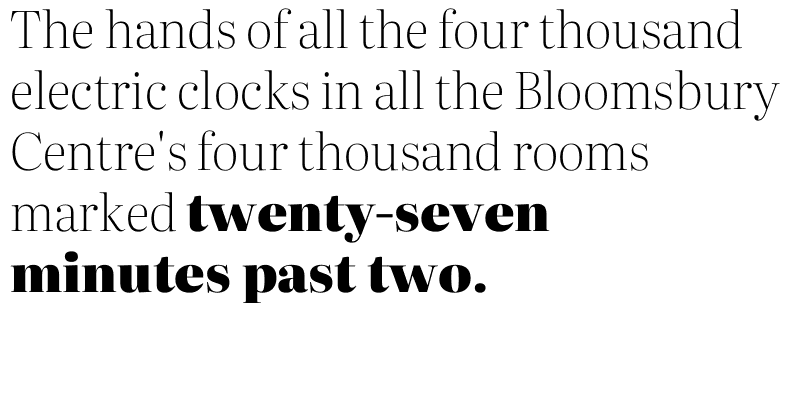 The hands of all the four thousand
electric clocks in all the Bloomsbury
Centre's four thousand rooms
marked twenty-seven
minutes past two.